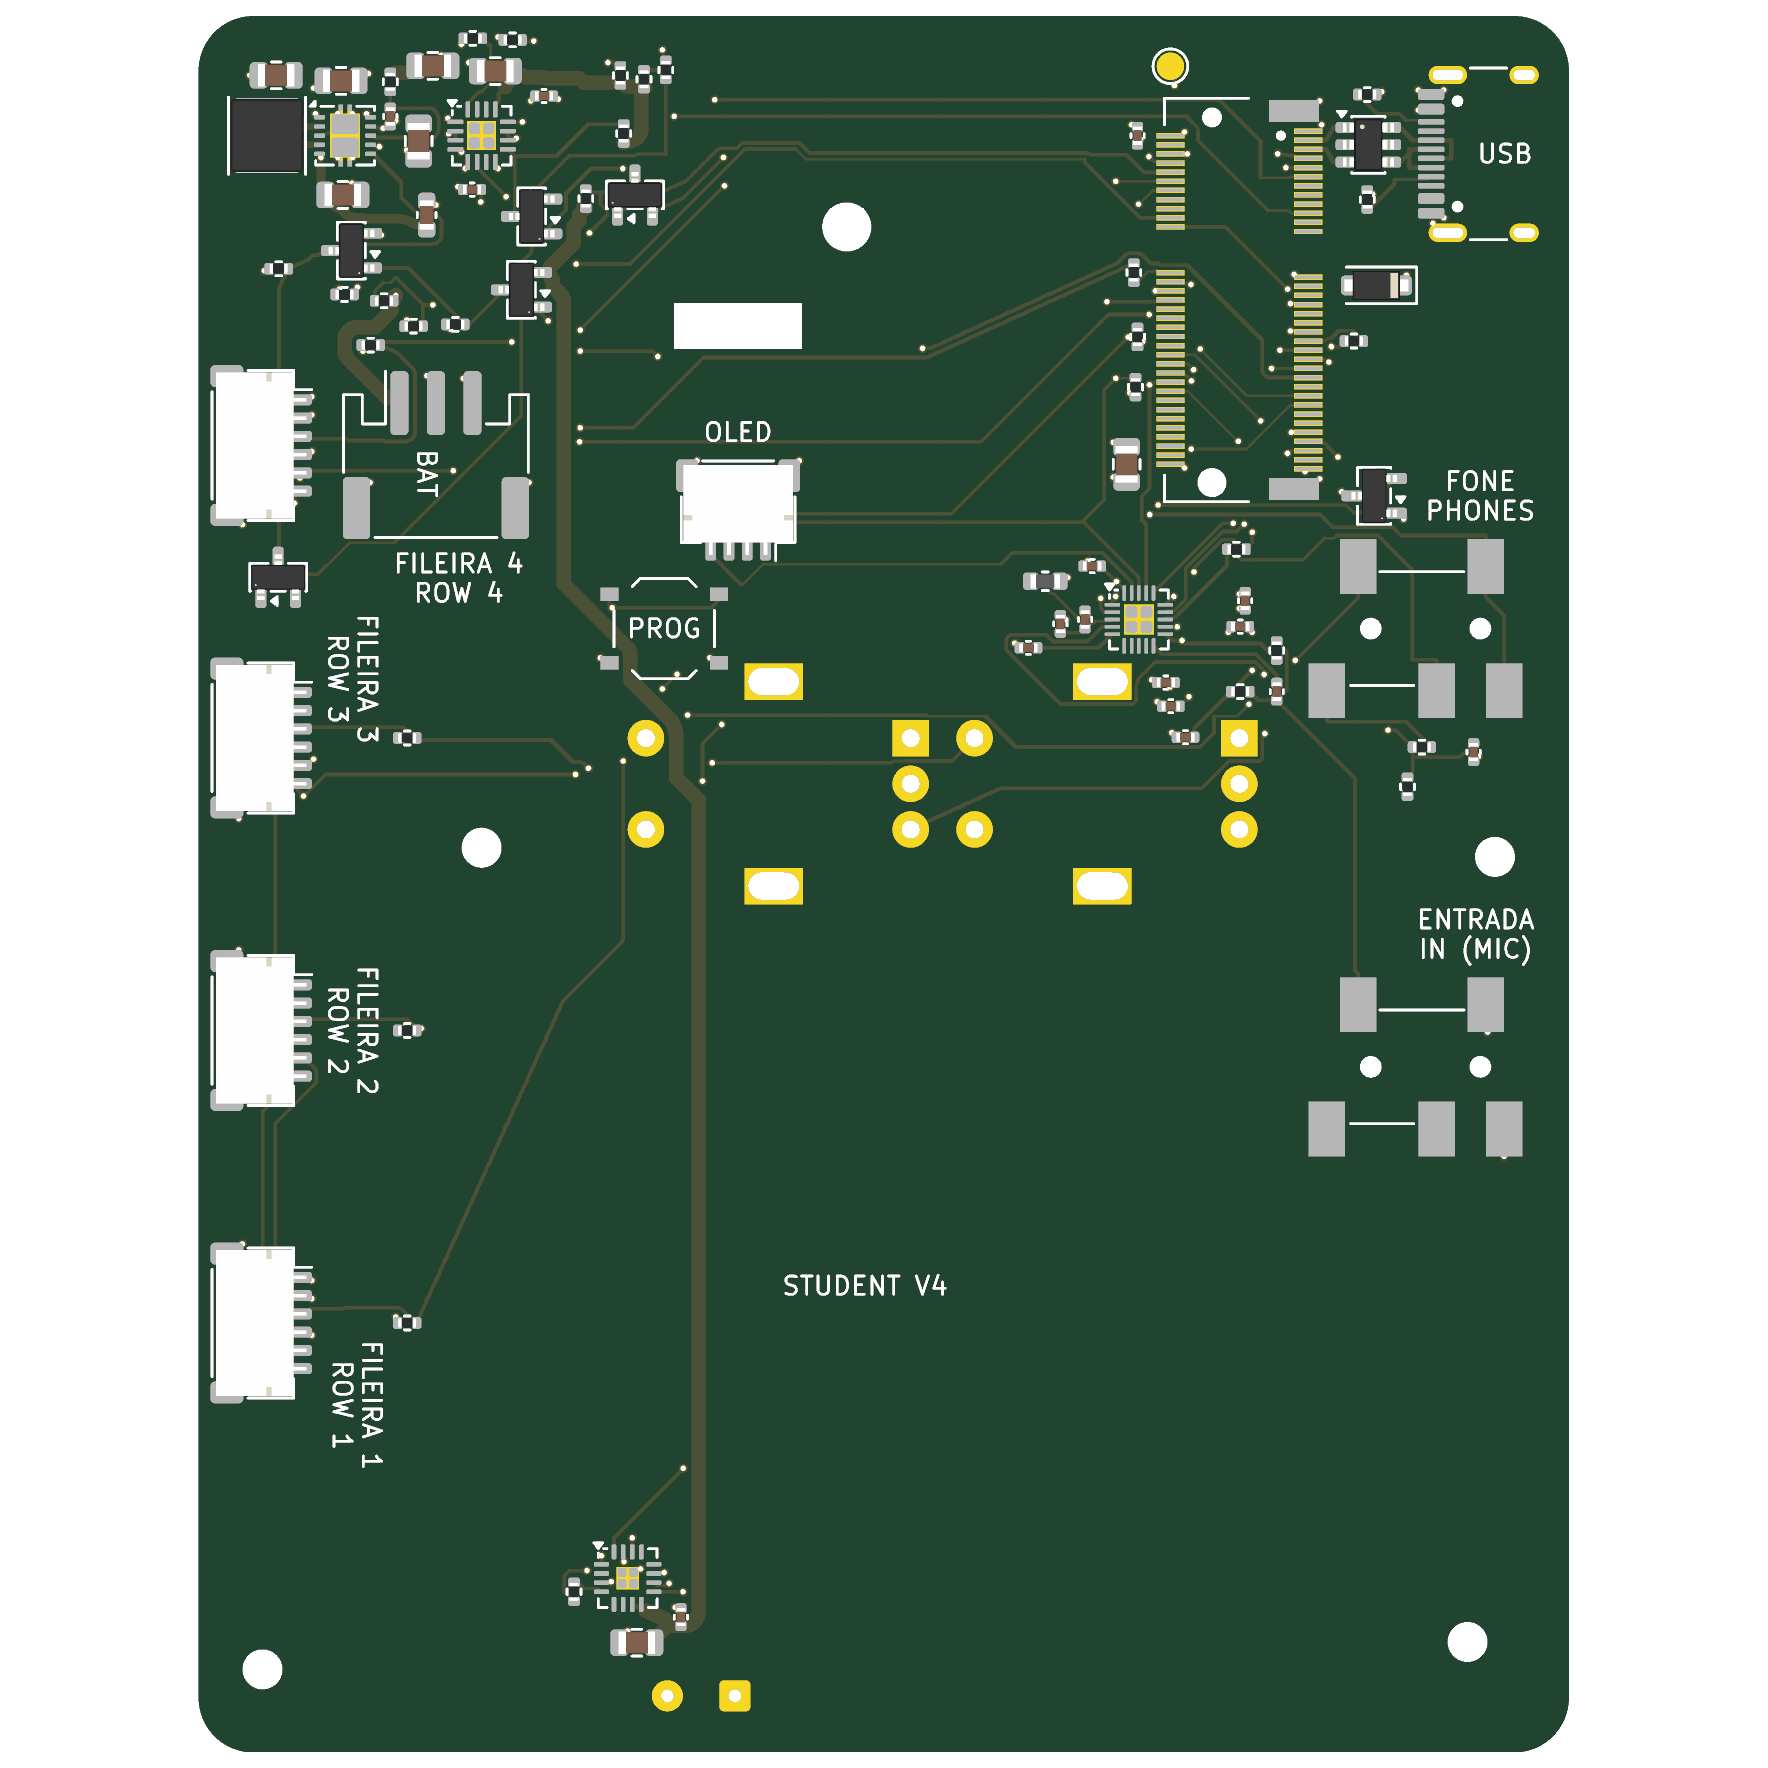 USB
OLED
BAT
FONE
PHONES
FILEIRA 4
ROW 4
FILEIRA 3
ROW 3
PROG
ENTRADA
IN (MIC)
FILEIRA 2
ROW 2
STUDENT V4
FILEIRA 1
ROW 1